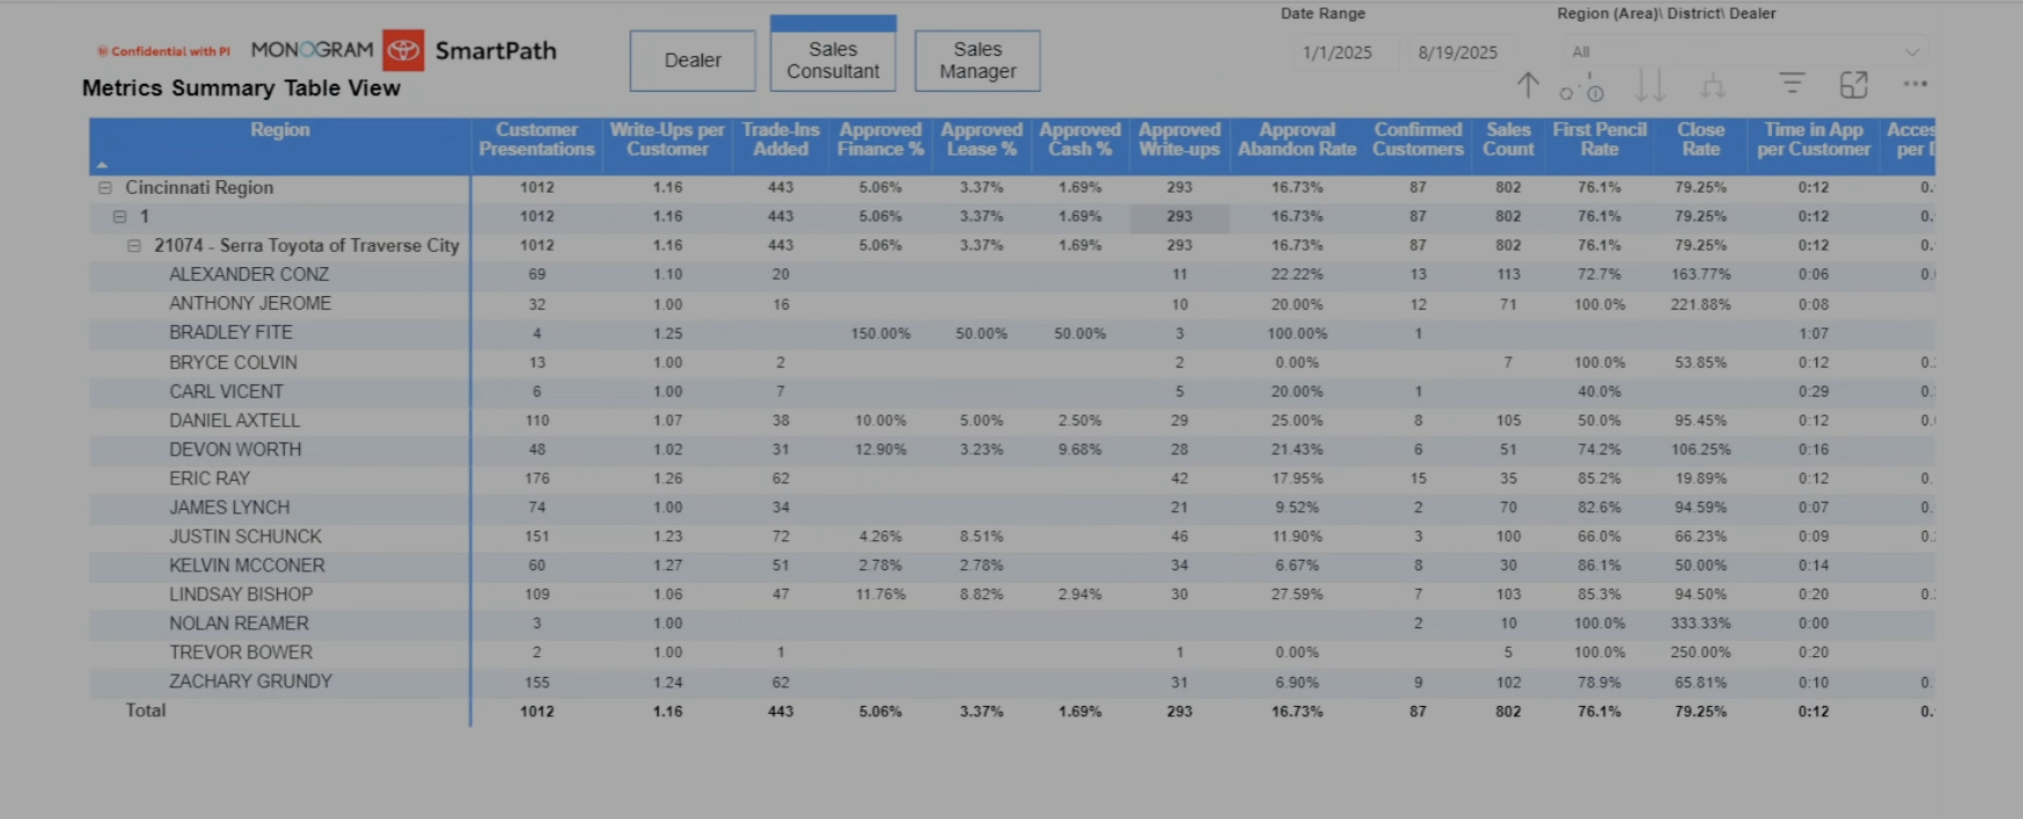 Date Range
Region (Area)\ District\ Dealer
Confidential with PI MONOGRAM SmartPath
Dealer
Sales Consultant
Sales Manager
1/1/2025 8/19/2025 All
Metrics Summary Table View
Region Customer Presentations Write-Ups per Customer Trade-Ins Added Approved Finance % Approved Lease % Approved Cash % Approved Write-ups Approval Abandon Rate Confirmed Customers Sales Count First Pencil Rate Close Rate Time in App per Customer
Cincinnati Region 1012 1.16 443 5.06% 3.37% 1.69% 293 16.73% 87 802 76.1% 79.25% 0:12 0.
1 1012 1.16 443 5.06% 3.37% 1.69% 293 16.73% 87 802 76.1% 79.25% 0:12 0.
21074 - Serra Toyota of Traverse City 1012 1.16 443 5.06% 3.37% 1.69% 293 16.73% 87 802 76.1% 79.25% 0:12 0.
ALEXANDER CONZ 69 1.10 20 11 22.22% 13 113 72.7% 163.77% 0:06 0.
ANTHONY JEROME 32 1.00 16 10 20.00% 12 71 100.0% 221.88% 0:08
BRADLEY FITE 4 1.25 150.00% 50.00% 50.00% 3 100.00% 1 1:07
BRYCE COLVIN 13 1.00 2 2 0.00% 7 100.0% 53.85% 0:12 0.
CARL VICENT 6 1.00 7 5 20.00% 1 40.0% 0:29 0.
DANIEL AXTELL 110 1.07 38 10.00% 5.00% 2.50% 29 25.00% 8 105 50.0% 95.45% 0:12 0.
DEVON WORTH 48 1.02 31 12.90% 3.23% 9.68% 28 21.43% 6 51 74.2% 106.25% 0:16
ERIC RAY 176 1.26 62 42 17.95% 15 35 85.2% 19.89% 0:12 0.
JAMES LYNCH 74 1.00 34 21 9.52% 2 70 82.6% 94.59% 0:07 0.
JUSTIN SCHUNCK 151 1.23 72 4.26% 8.51% 46 11.90% 3 100 66.0% 66.23% 0:09 0.
KELVIN MCCONER 60 1.27 51 2.78% 2.78% 34 6.67% 8 30 86.1% 50.00% 0:14
LINDSAY BISHOP 109 1.06 47 11.76% 8.82% 2.94% 30 27.59% 7 103 85.3% 94.50% 0:20 0.
NOLAN REAMER 3 1.00 2 10 100.0% 333.33% 0:00
TREVOR BOWER 2 1.00 1 1 0.00% 5 100.0% 250.00% 0:20
ZACHARY GRUNDY 155 1.24 62 31 6.90% 9 102 78.9% 65.81% 0:10 0.
Total 1012 1.16 443 5.06% 3.37% 1.69% 293 16.73% 87 802 76.1% 79.25% 0:12 0.